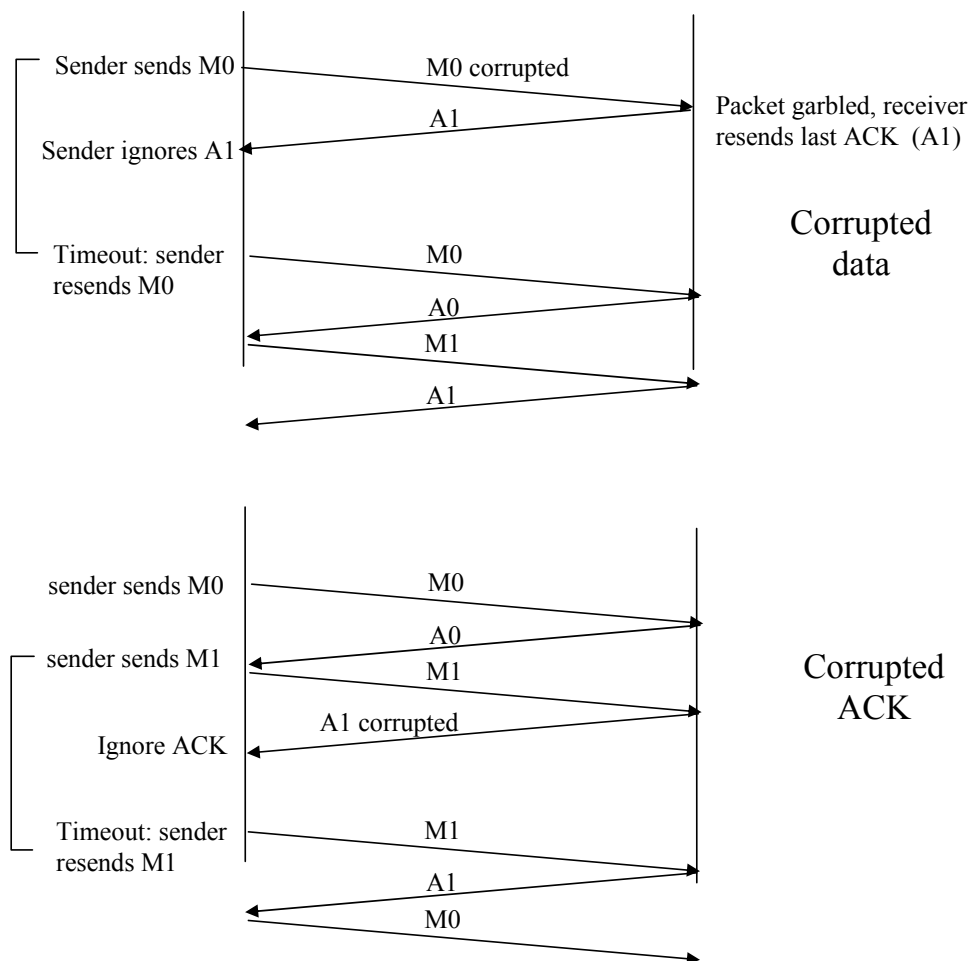 Sender sends M0
M0 corrupted
Packet garbled, receiver
resends last ACK (A1)
A1
Sender ignores A1
Corrupted
data
Timeout: sender
resends M0
M0
A0
M1
A1
sender sends M0
M0
A0
sender sends M1
M1
Corrupted
ACK
A1 corrupted
Ignore ACK
Timeout: sender
resends M1
M1
A1
M0